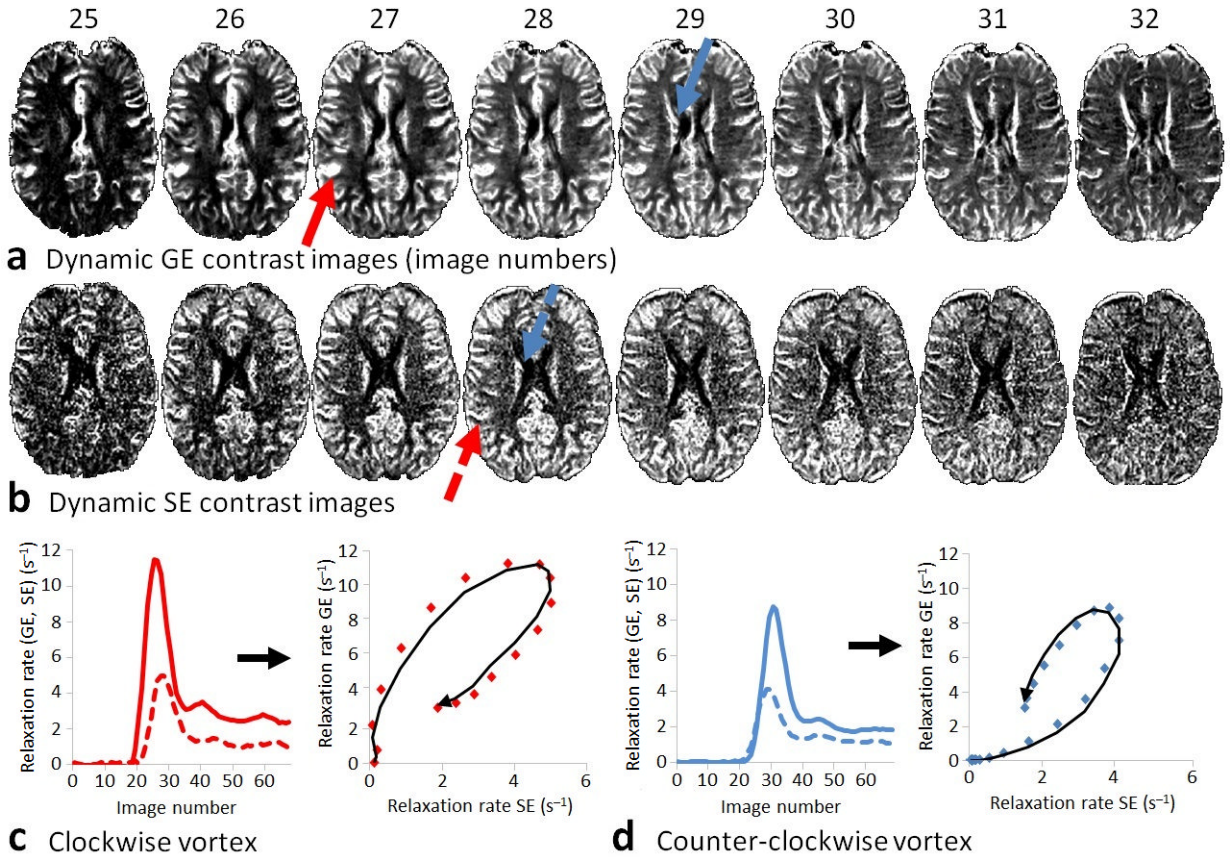 25 26 27 28 29 30 31 32
a Dynamic GE contrast images (image numbers)
b Dynamic SE contrast images
Relaxation rate (GE, SE) (s⁻¹)
12
10
8
6
4
2
0
0 10 20 30 40 50 60
Image number
Relaxation rate GE (s⁻¹)
12
10
8
6
4
2
0
0 2 4 6
Relaxation rate SE (s⁻¹)
c Clockwise vortex
Relaxation rate (GE, SE) (s⁻¹)
12
10
8
6
4
2
0
0 10 20 30 40 50 60
Image number
Relaxation rate GE (s⁻¹)
12
10
8
6
4
2
0
0 2 4 6
Relaxation rate SE (s⁻¹)
d Counter-clockwise vortex